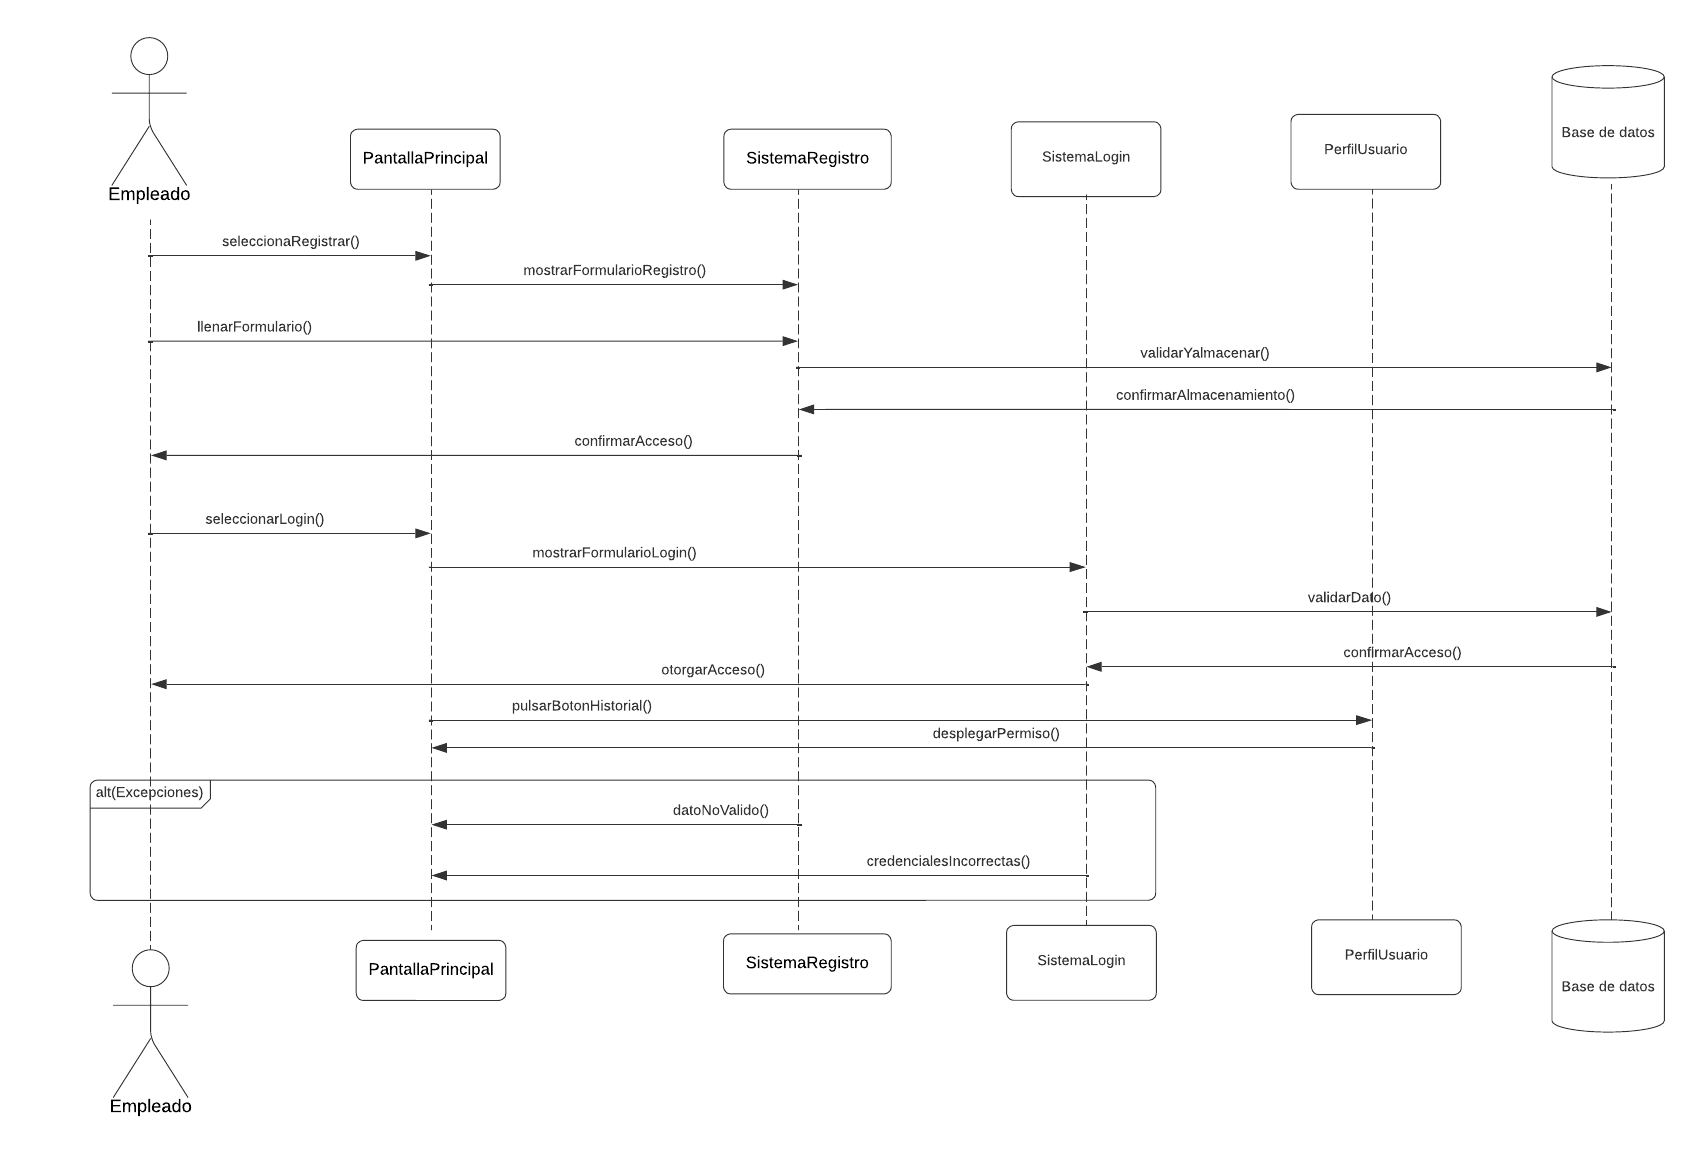 Empleado
PantallaPrincipal
SistemaRegistro
SistemaLogin
PerfilUsuario
Base de datos
seleccionaRegistrar()
mostrarFormularioRegistro()
llenarFormulario()
validarYalmacenar()
confirmarAlmacenamiento()
confirmarAcceso()
seleccionarLogin()
mostrarFormularioLogin()
validarDato()
confirmarAcceso()
otorgarAcceso()
pulsarBotonHistorial()
desplegarPermiso()
alt(Excepciones)
datoNoValido()
credencialesIncorrectas()
PantallaPrincipal
SistemaRegistro
SistemaLogin
PerfilUsuario
Base de datos
Empleado